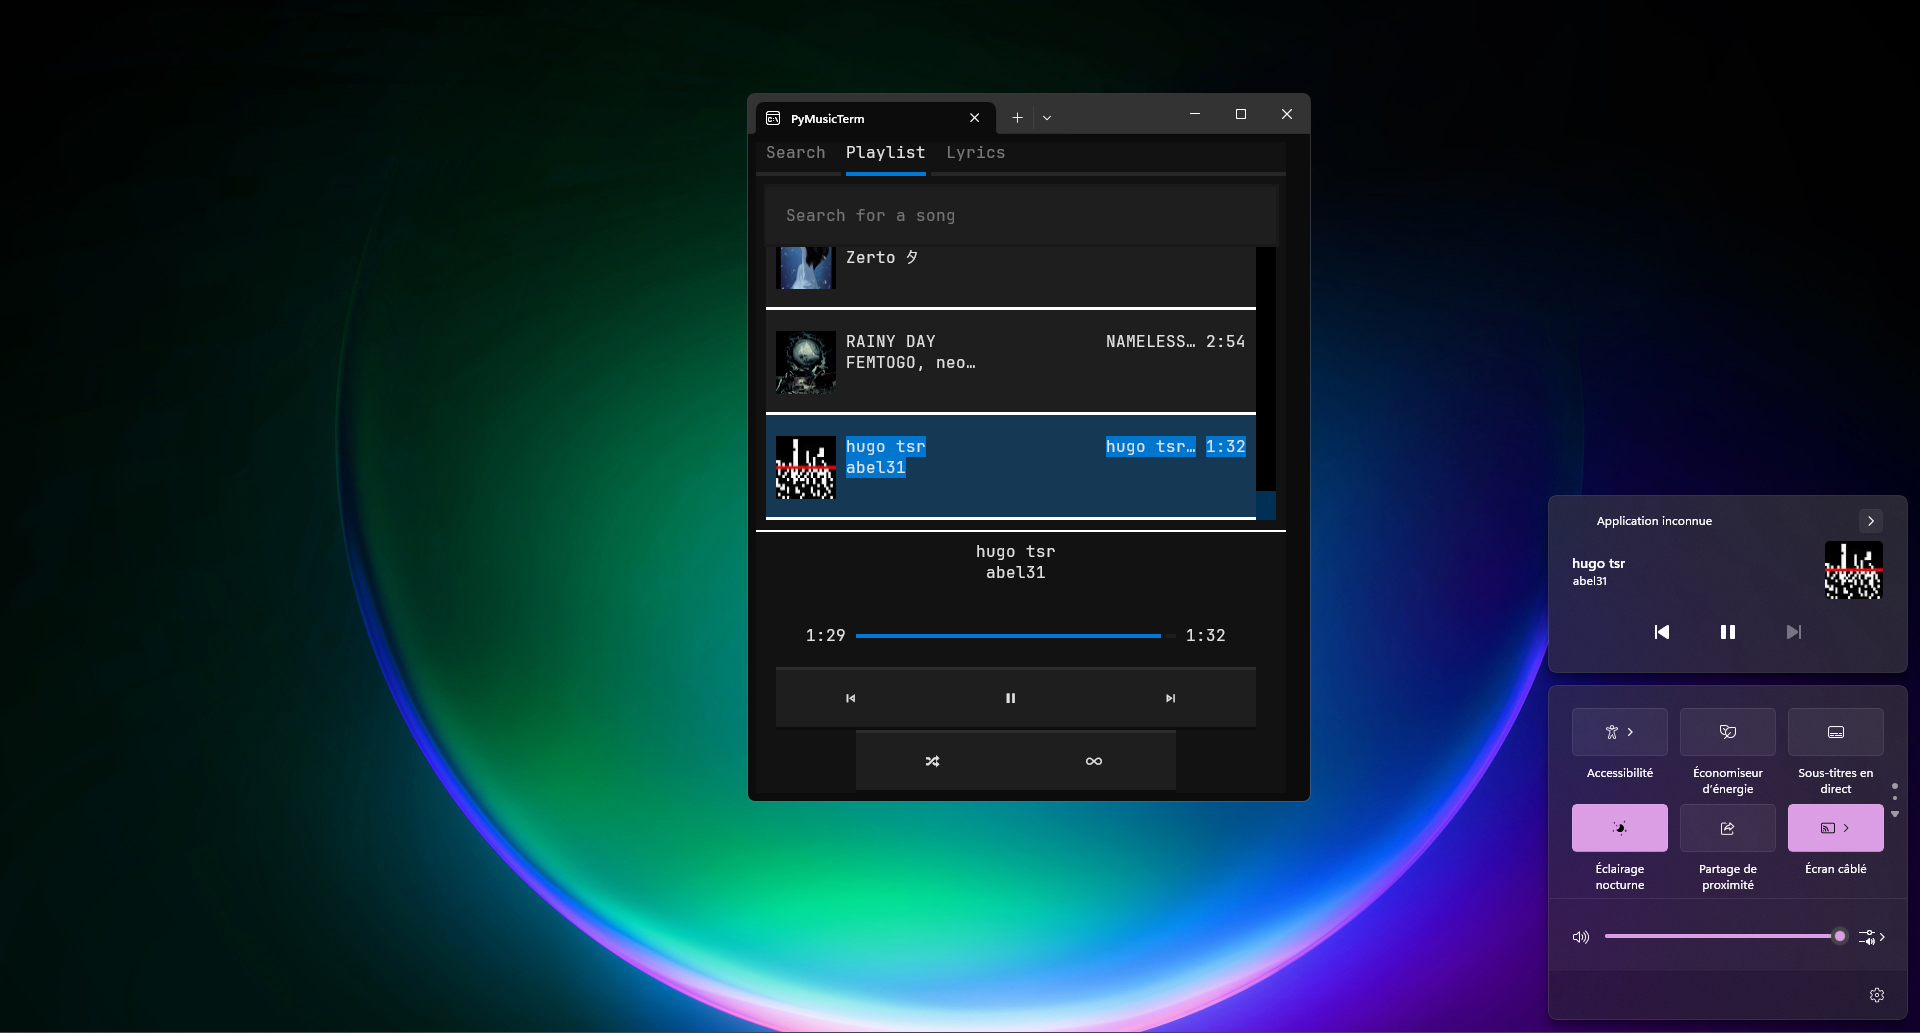 PyMusicTerm
Search Playlist Lyrics
Search for a song
Zerto タ
RAINY DAY NAMELESS… 2:54
FEMTOGO, neo…
hugo tsr hugo tsr… 1:32
abel31
hugo tsr
abel31
1:29 1:32
Application inconnue
hugo tsr
abel31
Accessibilité
Économiseur
d'énergie
Sous-titres en
direct
Éclairage
nocturne
Partage de
proximité
Écran câblé